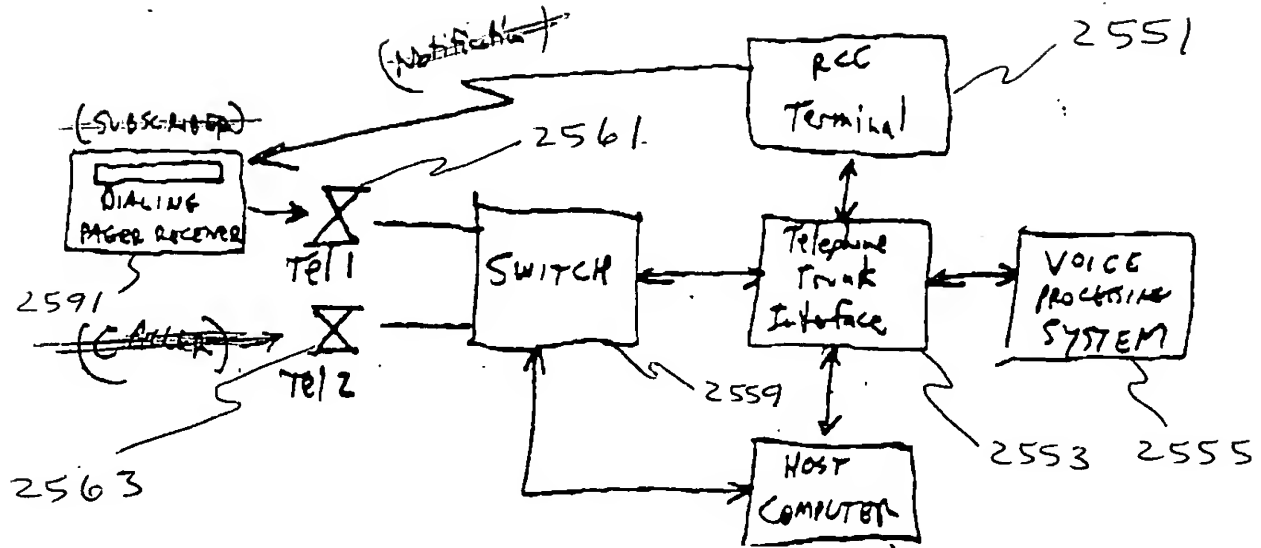 (Notification)
RCC
Terminal
2551
(SUBSCRIBER)
2561
DIALING
PAGER RECEIVER
Tel 1
SWITCH
Telephone
Trunk
Interface
VOICE
PROCESSING
SYSTEM
2591
(CALLER)
Tel 2
2559
2553
2555
2563
HOST
COMPUTER